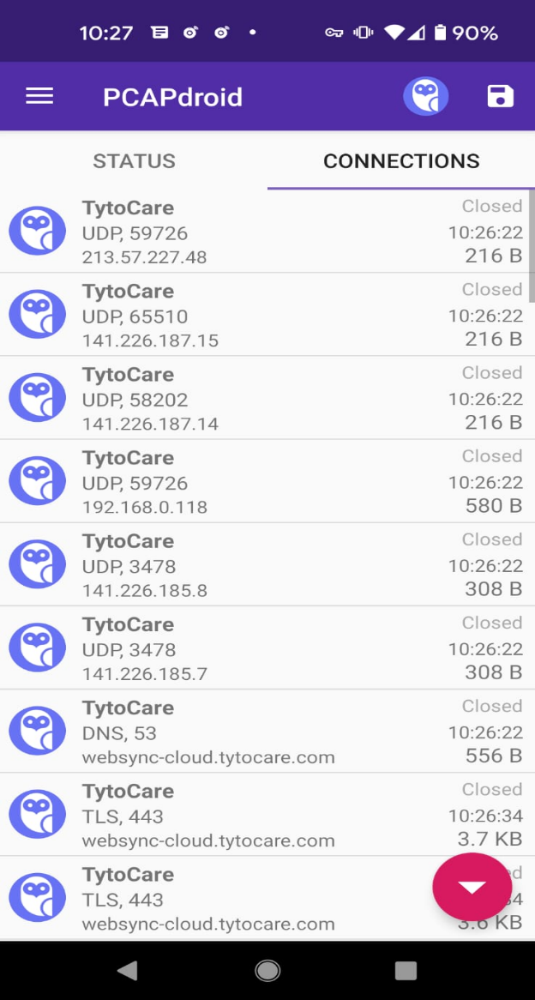 10:27 90%
PCAPdroid
STATUS CONNECTIONS
TytoCare Closed
UDP, 59726 10:26:22
213.57.227.48 216 B
TytoCare Closed
UDP, 65510 10:26:22
141.226.187.15 216 B
TytoCare Closed
UDP, 58202 10:26:22
141.226.187.14 216 B
TytoCare Closed
UDP, 59726 10:26:22
192.168.0.118 580 B
TytoCare Closed
UDP, 3478 10:26:22
141.226.185.8 308 B
TytoCare Closed
UDP, 3478 10:26:22
141.226.185.7 308 B
TytoCare Closed
DNS, 53 10:26:22
websync-cloud.tytocare.com 556 B
TytoCare Closed
TLS, 443 10:26:34
websync-cloud.tytocare.com 3.7 KB
TytoCare
TLS, 443
websync-cloud.tytocare.com 3.6 KB